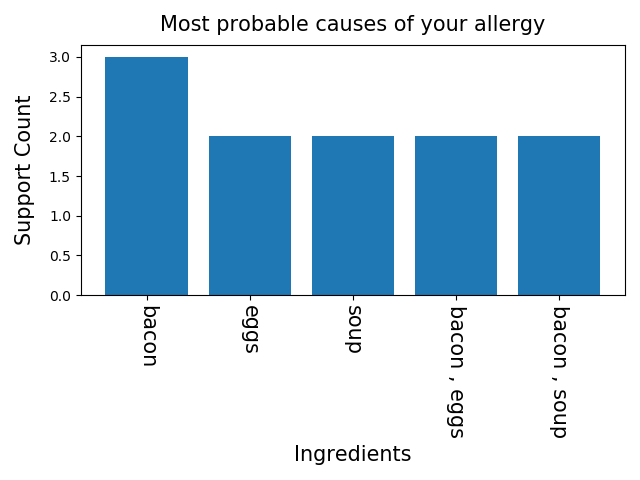 Most probable causes of your allergy
Support Count
3.0
2.5
2.0
1.5
1.0
0.5
0.0
bacon
eggs
soup
bacon , eggs
bacon , soup
Ingredients